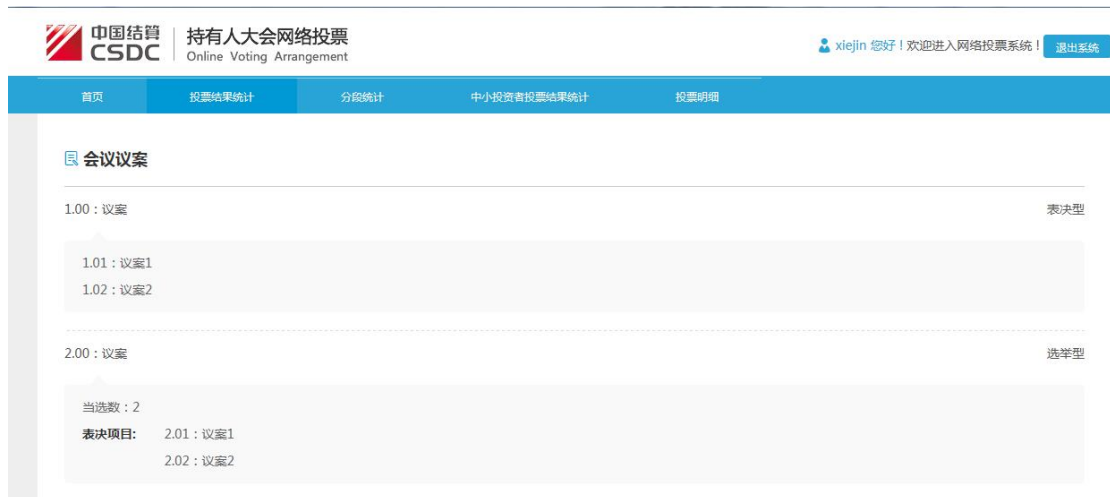 中国结算
CSDC
持有人大会网络投票
Online Voting Arrangement
xiejin 您好！欢迎进入网络投票系统！ 退出系统
首页 投票结果统计 分段统计 中小投资者投票结果统计 投票明细
会议议案
1.00：议案 表决型
1.01：议案1
1.02：议案2
2.00：议案 选举型
当选数：2
表决项目: 2.01：议案1
2.02：议案2